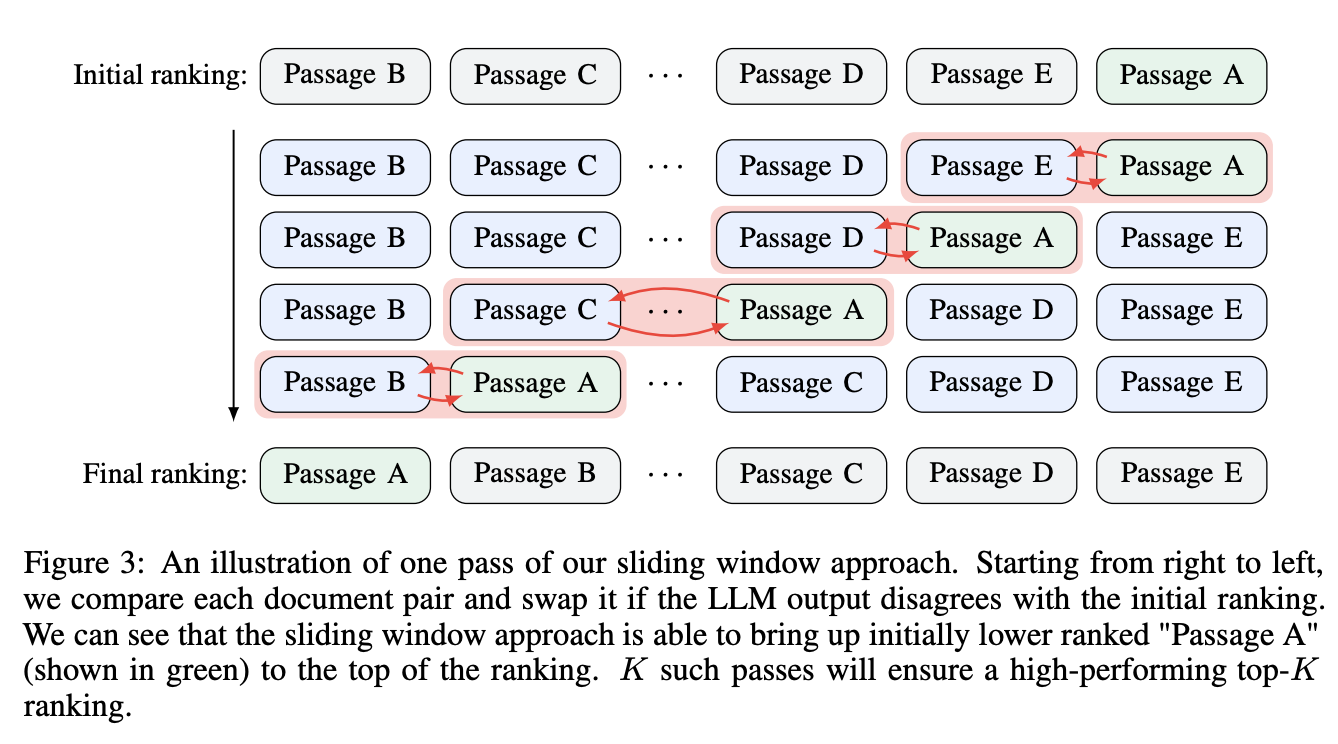 Initial ranking: Passage B Passage C ··· Passage D Passage E Passage A
Passage B Passage C ··· Passage D Passage E Passage A
Passage B Passage C ··· Passage D Passage A Passage E
Passage B Passage C ··· Passage A Passage D Passage E
Passage B Passage A ··· Passage C Passage D Passage E
Final ranking: Passage A Passage B ··· Passage C Passage D Passage E
Figure 3: An illustration of one pass of our sliding window approach. Starting from right to left,
we compare each document pair and swap it if the LLM output disagrees with the initial ranking.
We can see that the sliding window approach is able to bring up initially lower ranked "Passage A"
(shown in green) to the top of the ranking. K such passes will ensure a high-performing top-K
ranking.